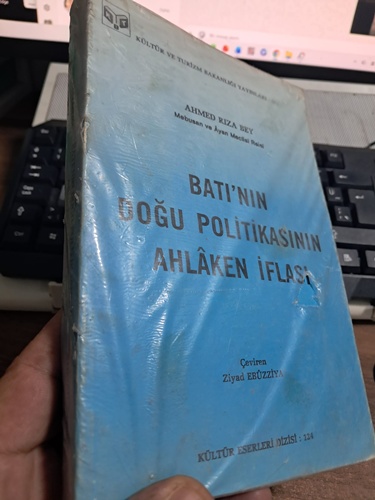 KÜLTÜR VE TURİZM BAKANLIĞI YAYINLARI
AHMED RIZA BEY
Mebusan ve Âyan Meclisi Reisi
BATI'NIN
DOĞU POLİTİKASININ
AHLÂKEN İFLASI
Çeviren
Ziyad EBÜZZİYA
KÜLTÜR ESERLERİ DİZİSİ : 114